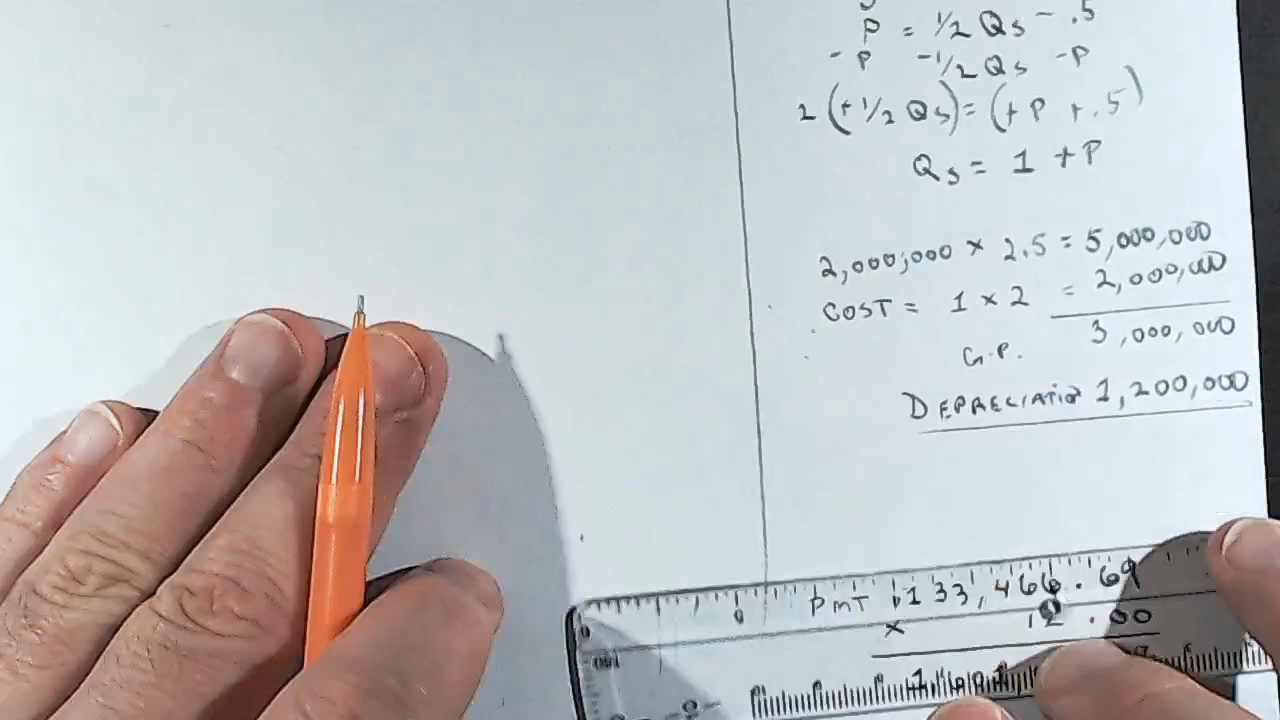 P = 1/2 Qs - .5
- P -1/2 Qs -P
2 (+ 1/2 Qs) = (+ P + .5)
Qs = 1 + P
2,000,000 × 2.5 = 5,000,000
COST = 1 × 2 = 2,000,000
G.P. 3,000,000
DEPRECIATION 1,200,000
PMT 133,466.69
× 12.00